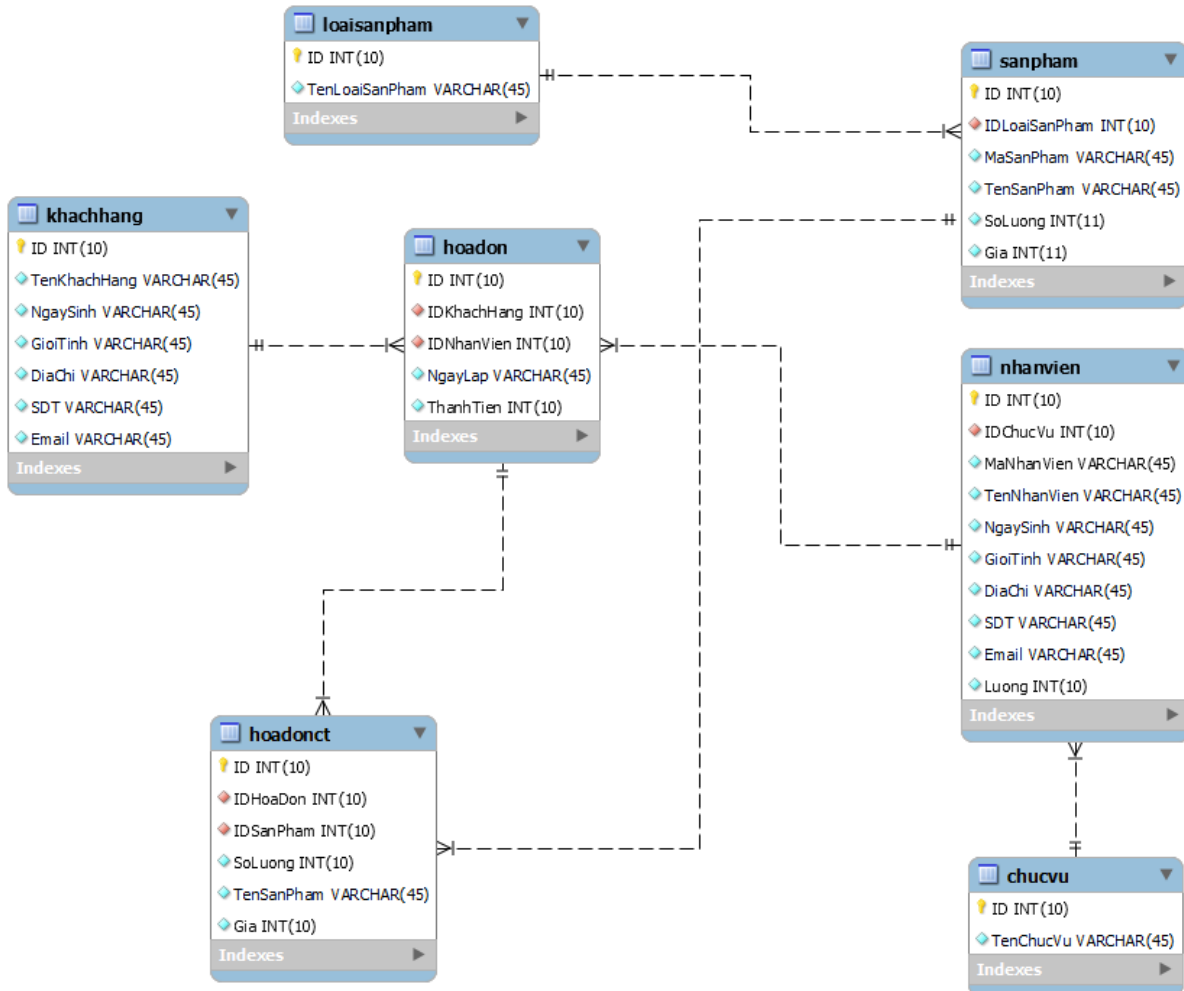 loaisanpham
ID INT(10)
TenLoaiSanPham VARCHAR(45)
Indexes
sanpham
ID INT(10)
IDLoaiSanPham INT(10)
MaSanPham VARCHAR(45)
TenSanPham VARCHAR(45)
SoLuong INT(11)
Gia INT(11)
Indexes
khachhang
ID INT(10)
TenKhachHang VARCHAR(45)
NgaySinh VARCHAR(45)
GioiTinh VARCHAR(45)
DiaChi VARCHAR(45)
SDT VARCHAR(45)
Email VARCHAR(45)
Indexes
hoadon
ID INT(10)
IDKhachHang INT(10)
IDNhanVien INT(10)
NgayLap VARCHAR(45)
ThanhTien INT(10)
Indexes
nhanvien
ID INT(10)
IDChucVu INT(10)
MaNhanVien VARCHAR(45)
TenNhanVien VARCHAR(45)
NgaySinh VARCHAR(45)
GioiTinh VARCHAR(45)
DiaChi VARCHAR(45)
SDT VARCHAR(45)
Email VARCHAR(45)
Luong INT(10)
Indexes
hoadonct
ID INT(10)
IDHoaDon INT(10)
IDSanPham INT(10)
SoLuong INT(10)
TenSanPham VARCHAR(45)
Gia INT(10)
Indexes
chucvu
ID INT(10)
TenChucVu VARCHAR(45)
Indexes